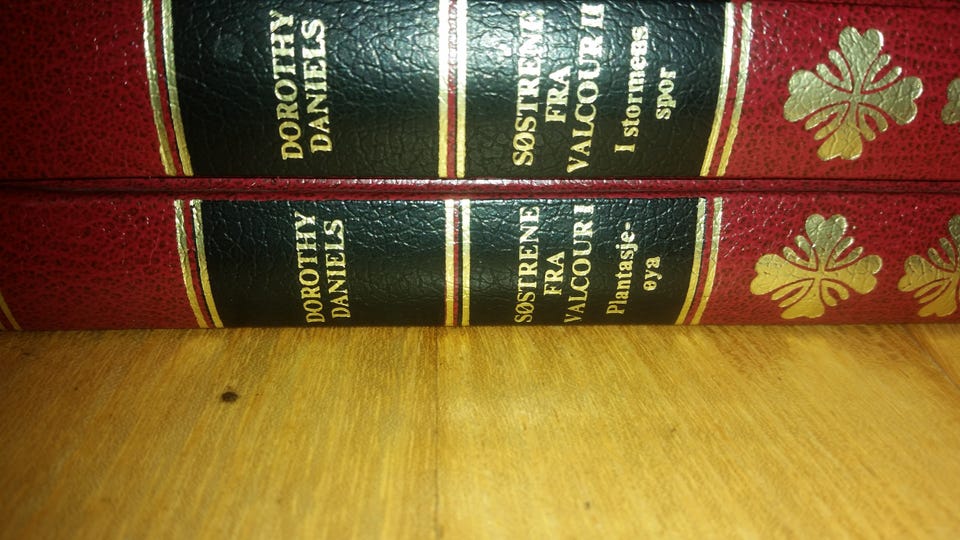 DOROTHY
DANIELS
SØSTRENE
FRA
VALCOUR II
I stormens
spor
DOROTHY
DANIELS
SØSTRENE
FRA
VALCOUR I
Plantasje-
øya